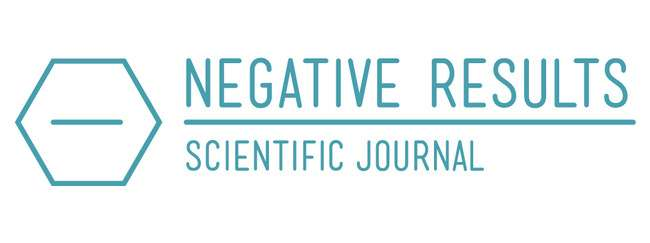 NEGATIVE RESULTS
SCIENTIFIC JOURNAL